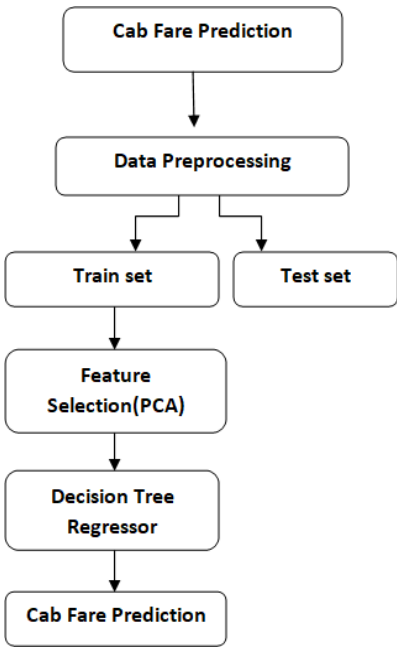 Cab Fare Prediction
Data Preprocessing
Train set
Test set
Feature
Selection(PCA)
Decision Tree
Regressor
Cab Fare Prediction